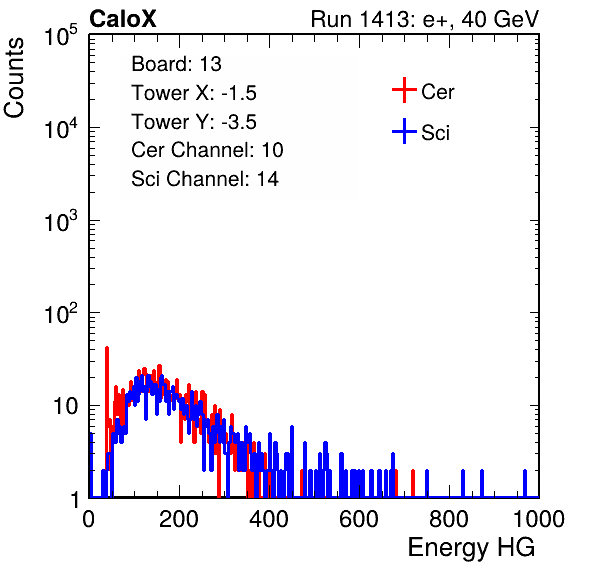 CaloX Run 1413: e+, 40 GeV
Counts
Board: 13
Tower X: -1.5
Tower Y: -3.5
Cer Channel: 10
Sci Channel: 14
Cer
Sci
10^5
10^4
10^3
10^2
10
1
0 200 400 600 800 1000
Energy HG